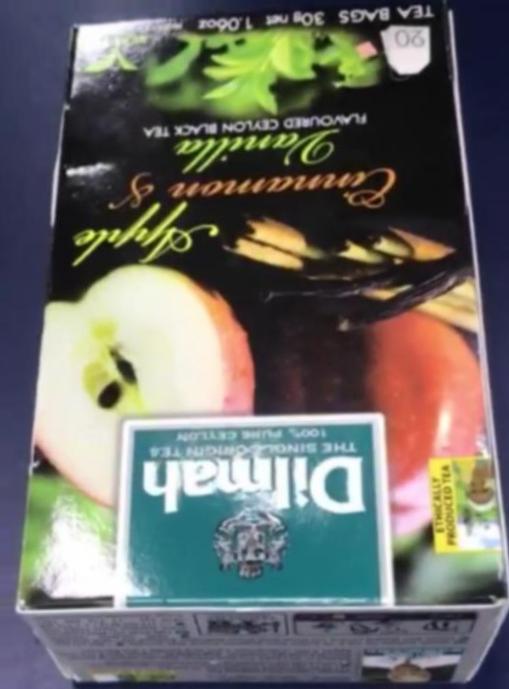 Dilmah
THE SINGLE ORIGIN TEA
100% PURE CEYLON
ETHICALLY
PRODUCED TEA
Apple
Cinnamon &
Vanilla
FLAVOURED CEYLON BLACK TEA
20
TEA BAGS 30g net 1.06oz